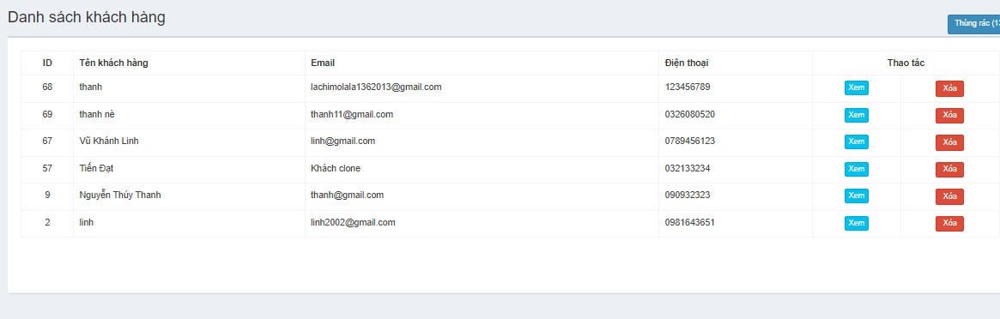 Danh sách khách hàng
Thùng rác (13
ID Tên khách hàng Email Điện thoại Thao tác
68 thanh lachimolala1362013@gmail.com 123456789 Xem Xóa
69 thanh nè thanh11@gmail.com 0326080520 Xem Xóa
67 Vũ Khánh Linh linh@gmail.com 0789456123 Xem Xóa
57 Tiến Đạt Khách clone 032133234 Xem Xóa
9 Nguyễn Thúy Thanh thanh@gmail.com 090932323 Xem Xóa
2 linh linh2002@gmail.com 0981643651 Xem Xóa